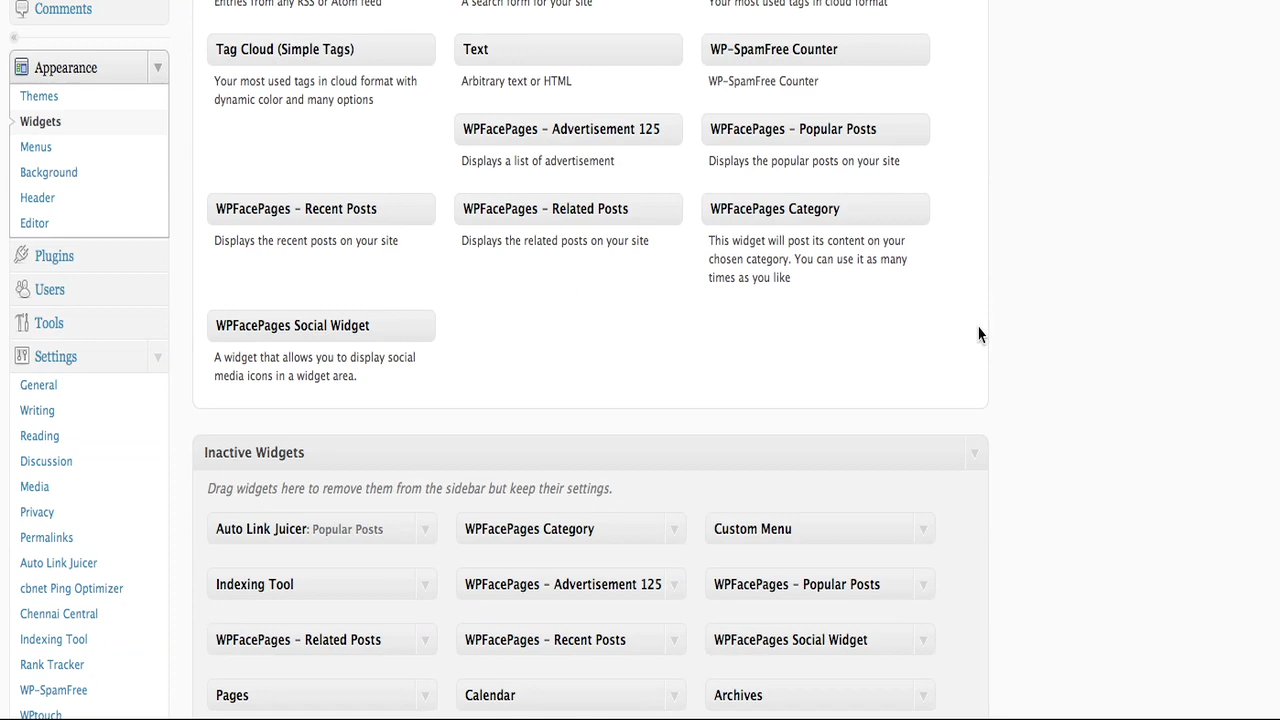 Comments
Appearance
Themes
Widgets
Menus
Background
Header
Editor
Plugins
Users
Tools
Settings
General
Writing
Reading
Discussion
Media
Privacy
Permalinks
Auto Link Juicer
cbnet Ping Optimizer
Chennai Central
Indexing Tool
Rank Tracker
WP-SpamFree
WPtouch
Entries from any RSS or Atom feed
A search form for your site
Your most used tags in cloud format
Tag Cloud (Simple Tags)
Your most used tags in cloud format with
dynamic color and many options
Text
Arbitrary text or HTML
WP-SpamFree Counter
WP-SpamFree Counter
WPFacePages - Advertisement 125
Displays a list of advertisement
WPFacePages - Popular Posts
Displays the popular posts on your site
WPFacePages - Recent Posts
Displays the recent posts on your site
WPFacePages - Related Posts
Displays the related posts on your site
WPFacePages Category
This widget will post its content on your
chosen category. You can use it as many
times as you like
WPFacePages Social Widget
A widget that allows you to display social
media icons in a widget area.
Inactive Widgets
Drag widgets here to remove them from the sidebar but keep their settings.
Auto Link Juicer: Popular Posts
WPFacePages Category
Custom Menu
Indexing Tool
WPFacePages - Advertisement 125
WPFacePages - Popular Posts
WPFacePages - Related Posts
WPFacePages - Recent Posts
WPFacePages Social Widget
Pages
Calendar
Archives